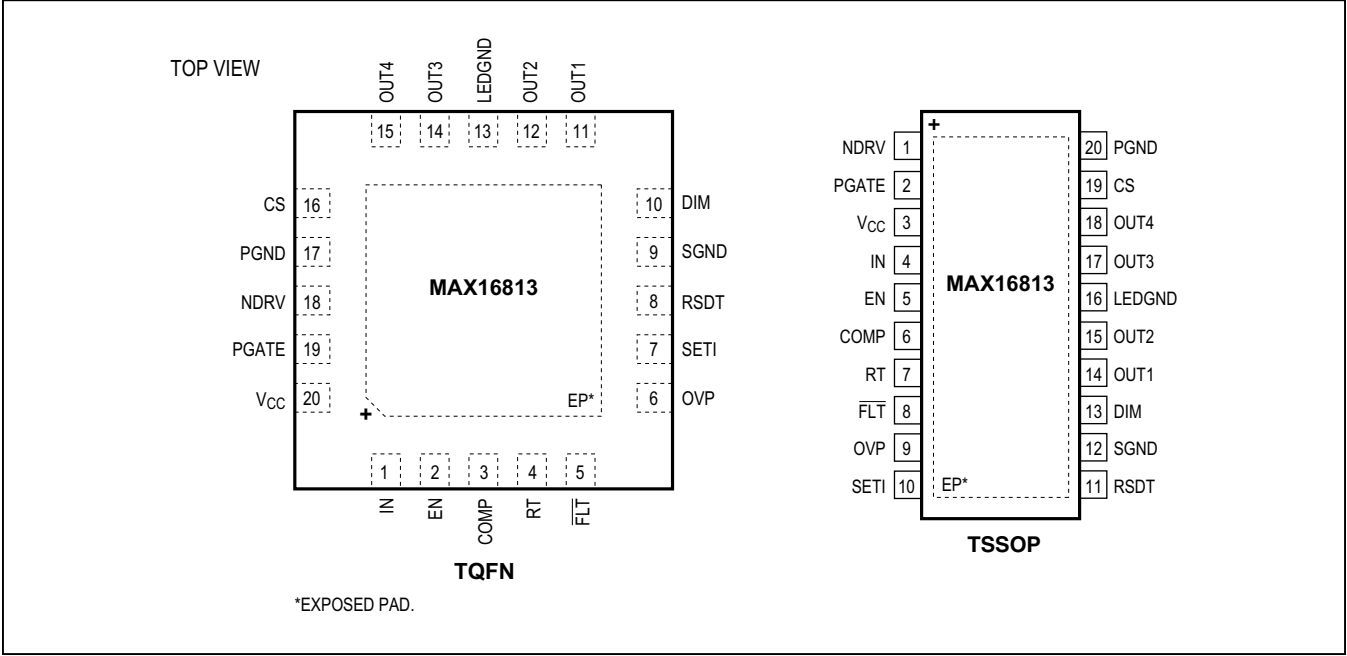 TOP VIEW
OUT4
OUT3
LEDGND
OUT2
OUT1
15
14
13
12
11
CS 16
PGND 17
NDRV 18
PGATE 19
VCC 20
10 DIM
9 SGND
8 RSDT
7 SETI
6 OVP
MAX16813
+
EP*
1
2
3
4
5
IN
EN
COMP
RT
FLT
TQFN
*EXPOSED PAD.
+
NDRV 1
PGATE 2
VCC 3
IN 4
EN 5
COMP 6
RT 7
FLT 8
OVP 9
SETI 10
MAX16813
EP*
20 PGND
19 CS
18 OUT4
17 OUT3
16 LEDGND
15 OUT2
14 OUT1
13 DIM
12 SGND
11 RSDT
TSSOP